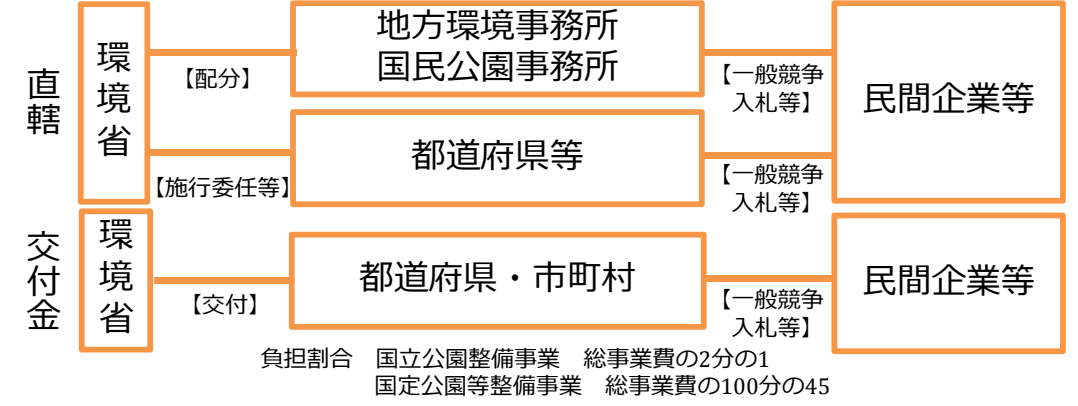 直轄
環境省
【配分】
地方環境事務所
国民公園事務所
【一般競争
入札等】
民間企業等
【施行委任等】
都道府県等
【一般競争
入札等】
交付金
環境省
【交付】
都道府県・市町村
【一般競争
入札等】
民間企業等
負担割合　国立公園整備事業　総事業費の2分の1
国定公園等整備事業　総事業費の100分の45